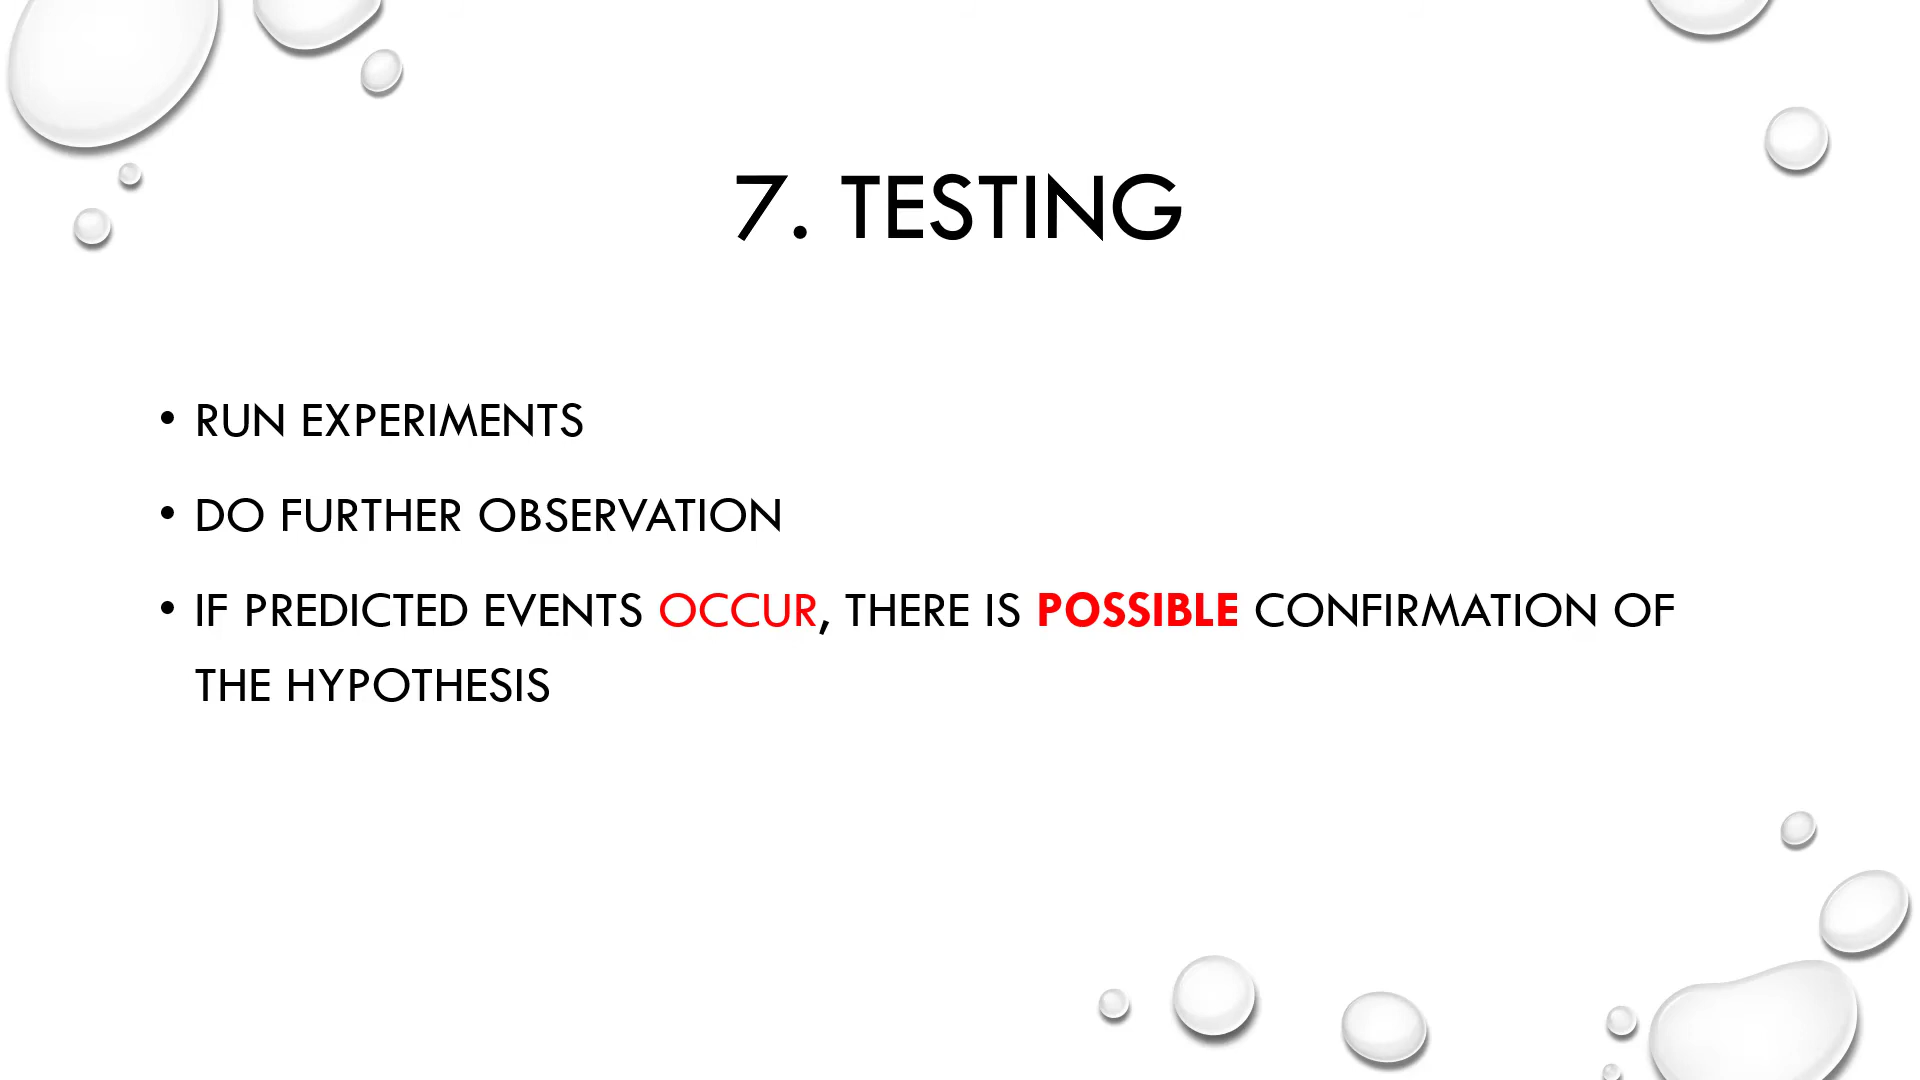 7. TESTING
• RUN EXPERIMENTS
• DO FURTHER OBSERVATION
• IF PREDICTED EVENTS OCCUR, THERE IS POSSIBLE CONFIRMATION OF
THE HYPOTHESIS